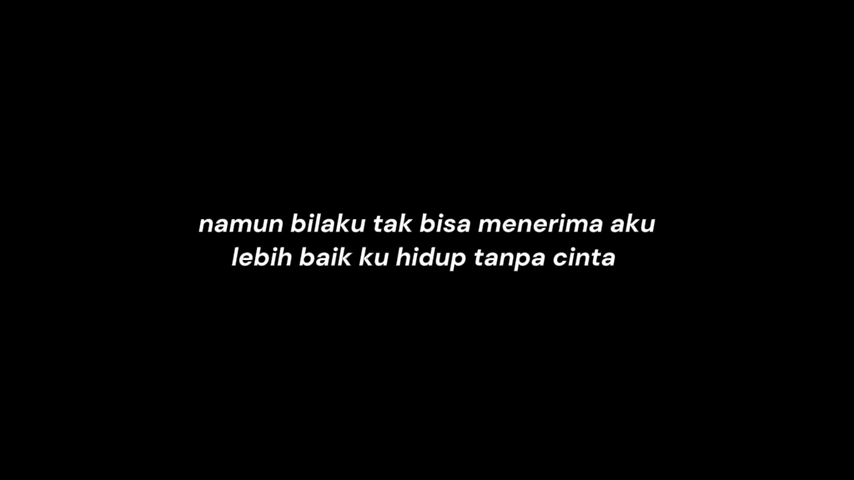 namun bilaku tak bisa menerima aku
lebih baik ku hidup tanpa cinta